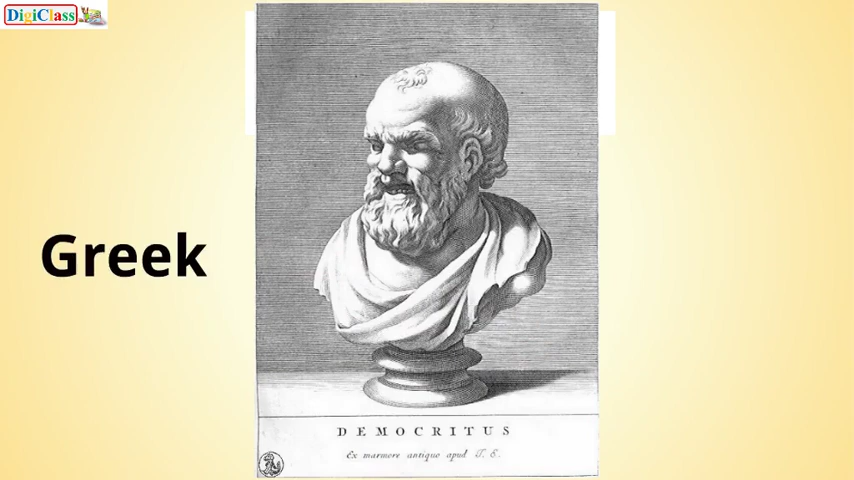 DigiClass
Greek
DEMOCRITUS
Ex marmore antiquo apud T. E.